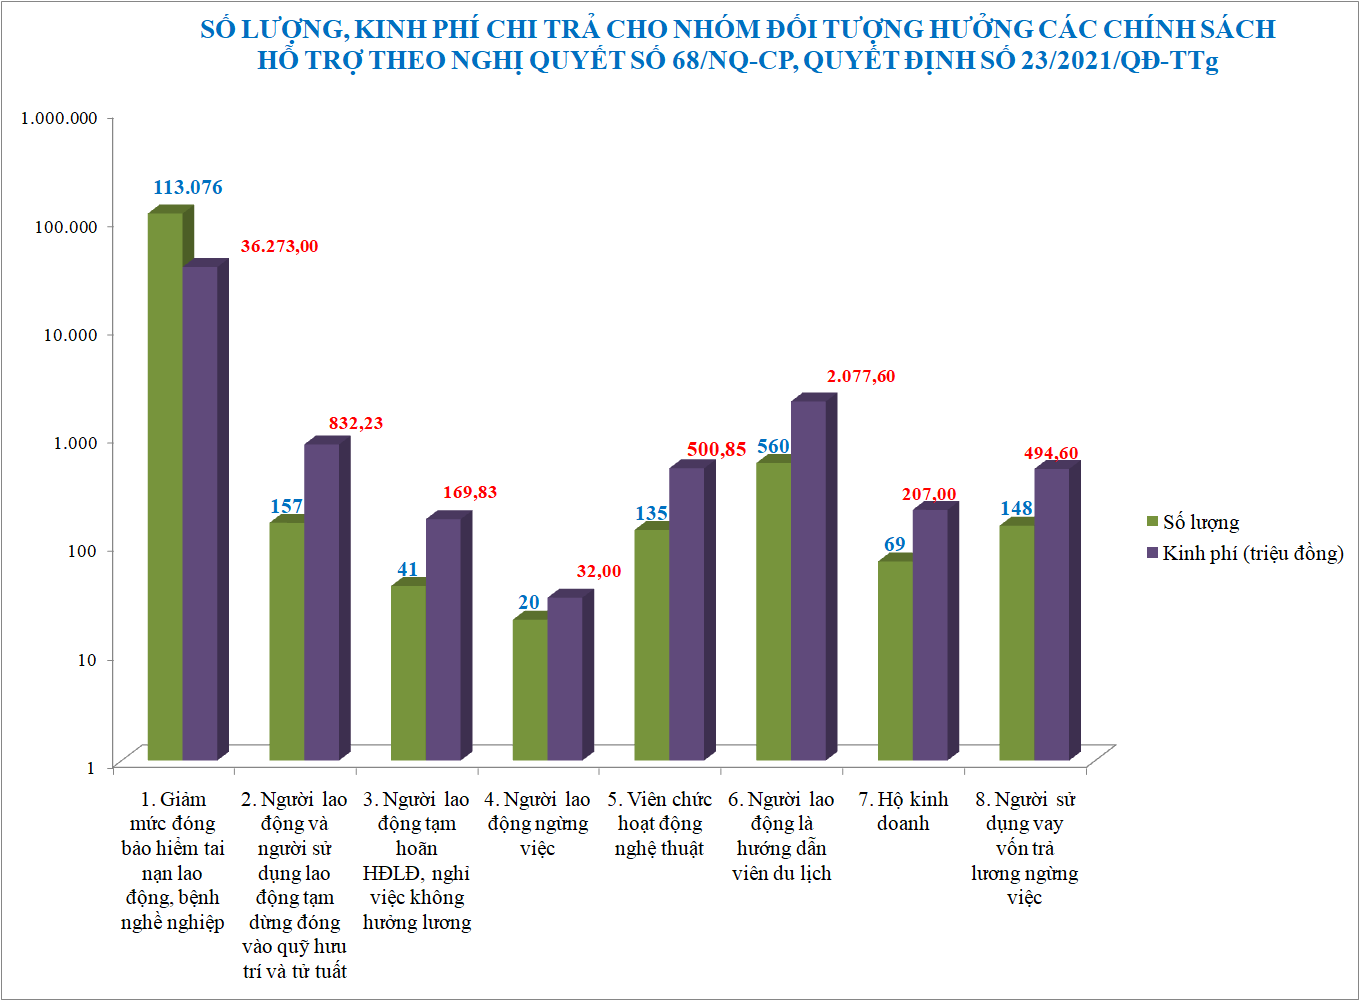 SỐ LƯỢNG, KINH PHÍ CHI TRẢ CHO NHÓM ĐỐI TƯỢNG HƯỞNG CÁC CHÍNH SÁCH
HỖ TRỢ THEO NGHỊ QUYẾT SỐ 68/NQ-CP, QUYẾT ĐỊNH SỐ 23/2021/QĐ-TTg
1.000.000
100.000
10.000
1.000
100
10
1
113.076
36.273,00
157
832,23
41
169,83
20
32,00
135
500,85
560
2.077,60
69
207,00
148
494,60
Số lượng
Kinh phí (triệu đồng)
1. Giảm
mức đóng
bảo hiểm tai
nạn lao
động, bệnh
nghề nghiệp
2. Người lao
động và
người sử
dụng lao
động tạm
dừng đóng
vào quỹ hưu
trí và tử tuất
3. Người lao
động tạm
hoãn
HĐLĐ, nghỉ
việc không
hưởng lương
4. Người lao
động ngừng
việc
5. Viên chức
hoạt động
nghệ thuật
6. Người lao
động là
hướng dẫn
viên du lịch
7. Hộ kinh
doanh
8. Người sử
dụng vay
vốn trả
lương ngừng
việc